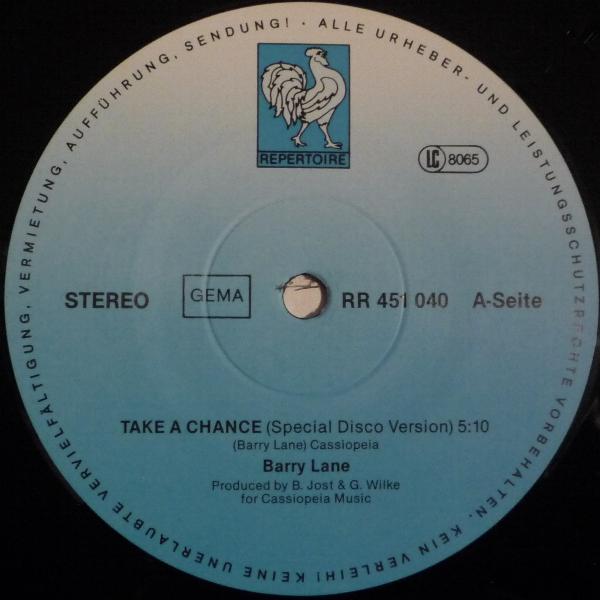 ALLE URHEBER- UND LEISTUNGSSCHUTZRECHTE VORBEHALTEN. KEIN VERLEIH! KEINE UNERLAUBTE VERVIELFÄLTIGUNG, VERMIETUNG, AUFFÜHRUNG, SENDUNG! ·
REPERTOIRE
LC 8065
STEREO GEMA RR 451 040 A-Seite
TAKE A CHANCE (Special Disco Version) 5:10
(Barry Lane) Cassiopeia
Barry Lane
Produced by B. Jost & G. Wilke
for Cassiopeia Music